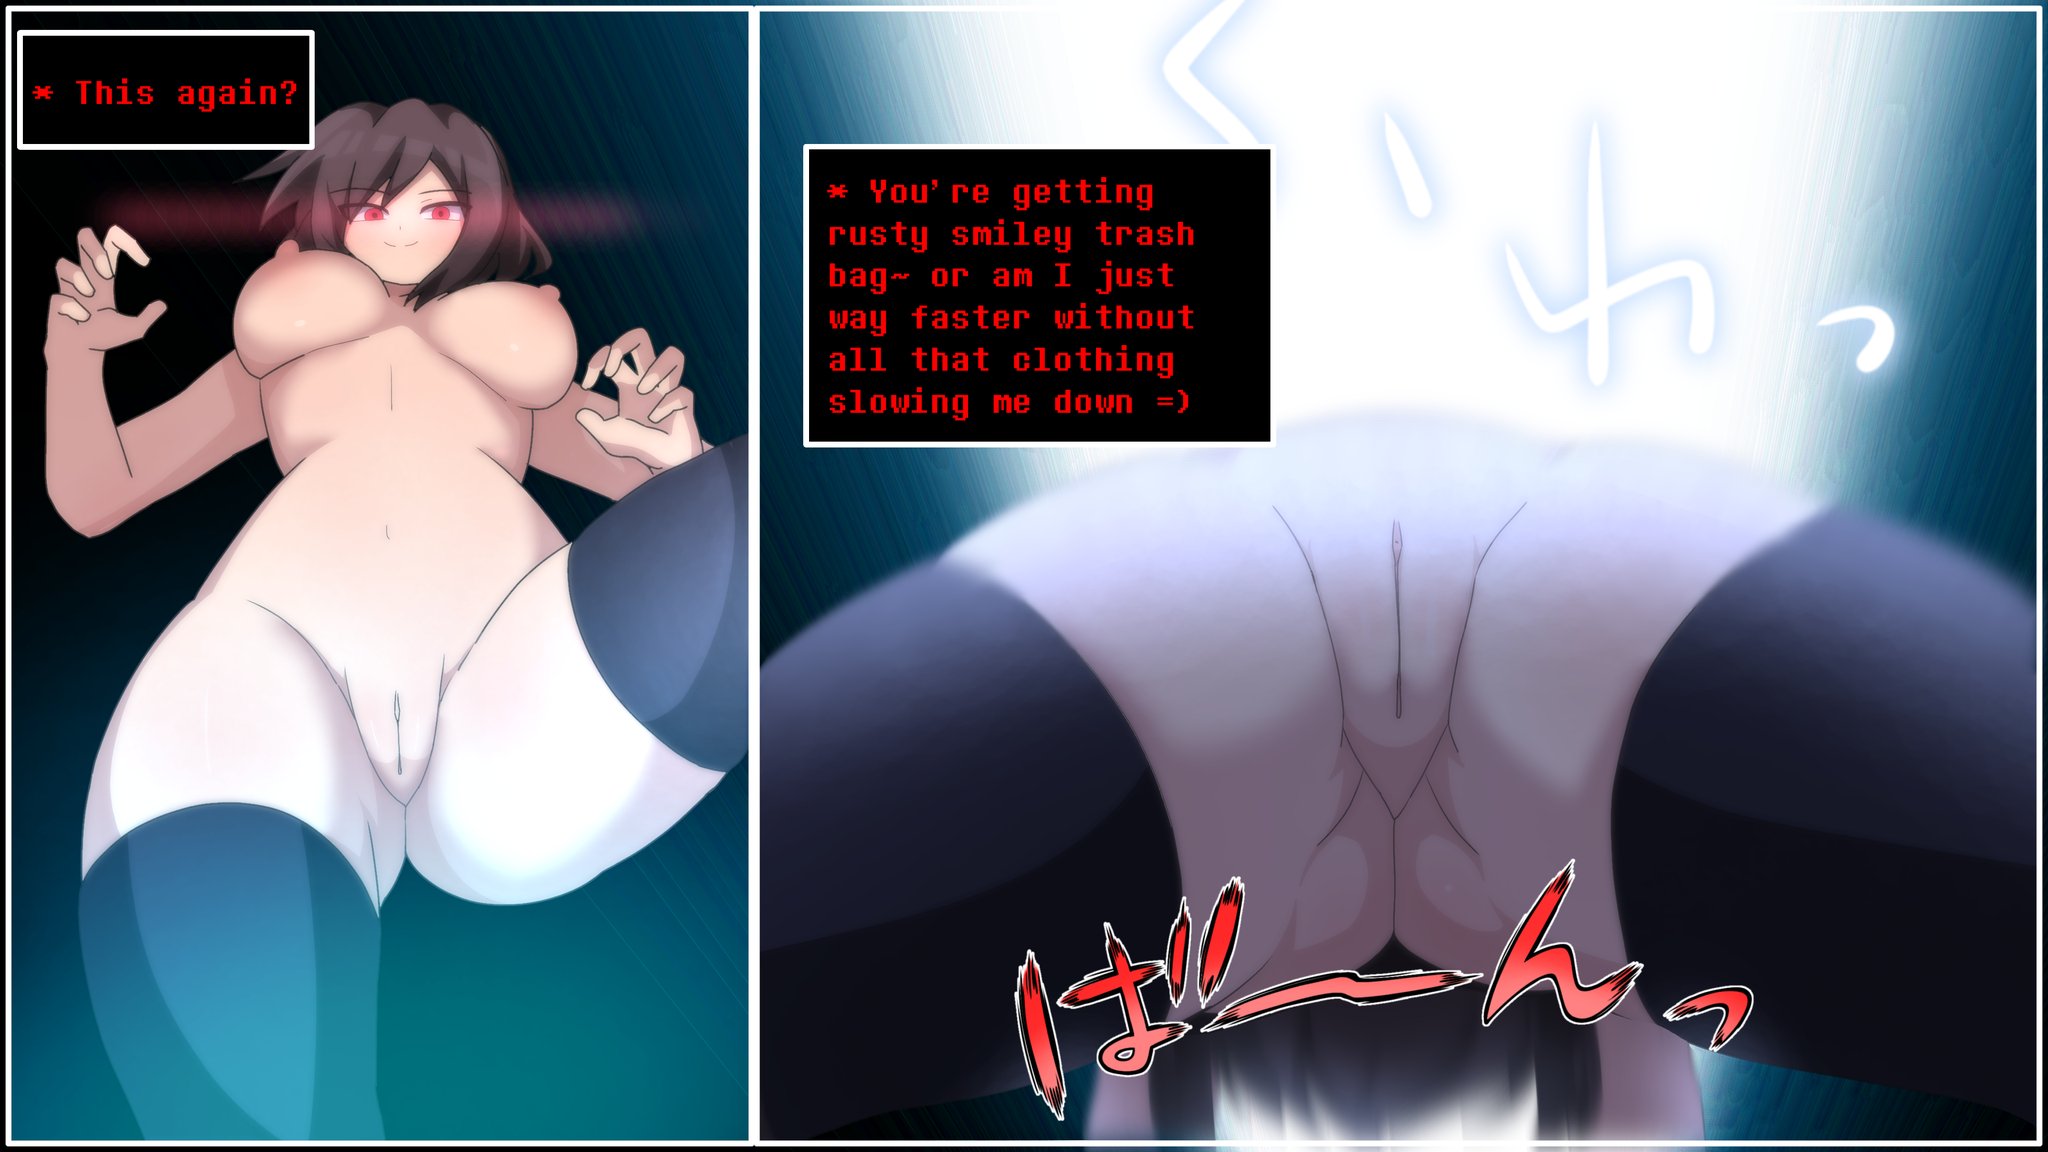 * This again?
* You're getting
rusty smiley trash
bag~ or am I just
way faster without
all that clothing
slowing me down =)
ばーんっ